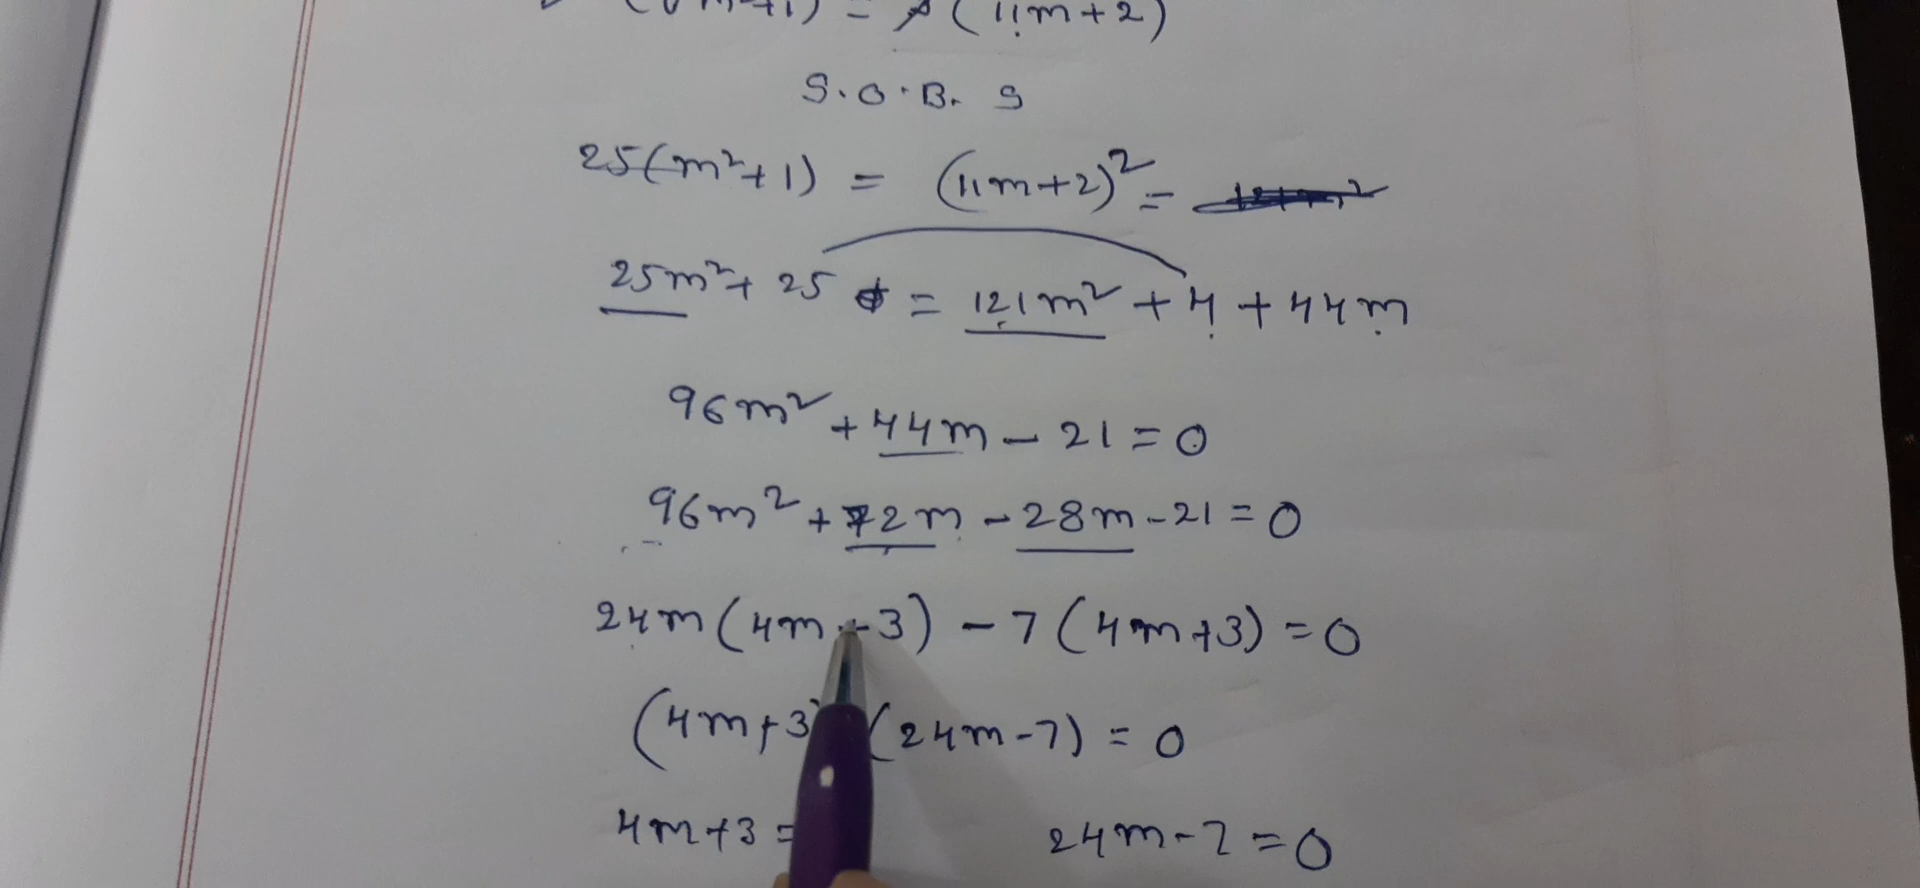 (√m²+1) = (11m+2)
S.O.B.S
25(m²+1) = (11m+2)² =
25m² + 25 = 121m² + 4 + 44m
96m² + 44m - 21 = 0
96m² + 72m - 28m - 21 = 0
24m(4m+3) - 7(4m+3) = 0
(4m+3) (24m-7) = 0
4m+3 = 24m-7 = 0